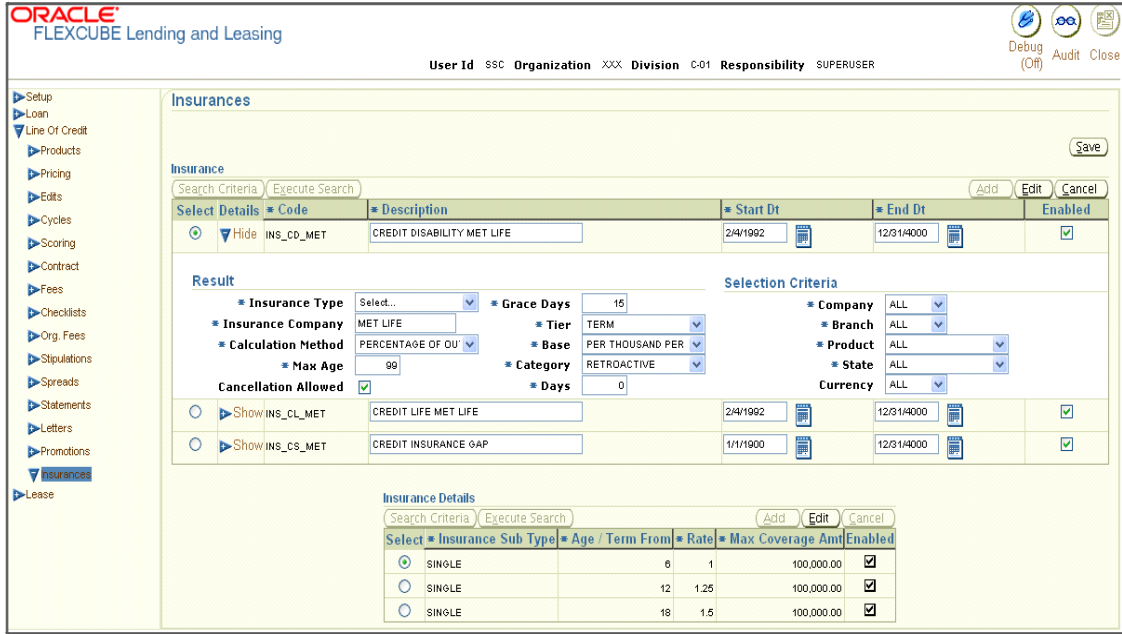 ORACLE
FLEXCUBE Lending and Leasing
Debug (Off) Audit Close
User Id SSC Organization XXX Division C-01 Responsibility SUPERUSER
Setup
Loan
Line Of Credit
Products
Pricing
Edits
Cycles
Scoring
Contract
Fees
Checklists
Org. Fees
Stipulations
Spreads
Statements
Letters
Promotions
Insurances
Lease
Insurances
Save
Insurance
Search Criteria Execute Search Add Edit Cancel
Select Details * Code * Description * Start Dt * End Dt Enabled
Hide INS_CD_MET CREDIT DISABILITY MET LIFE 2/4/1992 12/31/4000
Result Selection Criteria
* Insurance Type Select... * Grace Days 15 * Company ALL
* Insurance Company MET LIFE * Tier TERM * Branch ALL
* Calculation Method PERCENTAGE OF OU * Base PER THOUSAND PER * Product ALL
* Max Age 99 * Category RETROACTIVE * State ALL
Cancellation Allowed * Days 0 Currency ALL
Show INS_CL_MET CREDIT LIFE MET LIFE 2/4/1992 12/31/4000
Show INS_CS_MET CREDIT INSURANCE GAP 1/1/1900 12/31/4000
Insurance Details
Search Criteria Execute Search Add Edit Cancel
Select * Insurance Sub Type * Age / Term From * Rate * Max Coverage Amt Enabled
SINGLE 6 1 100,000.00
SINGLE 12 1.25 100,000.00
SINGLE 18 1.5 100,000.00